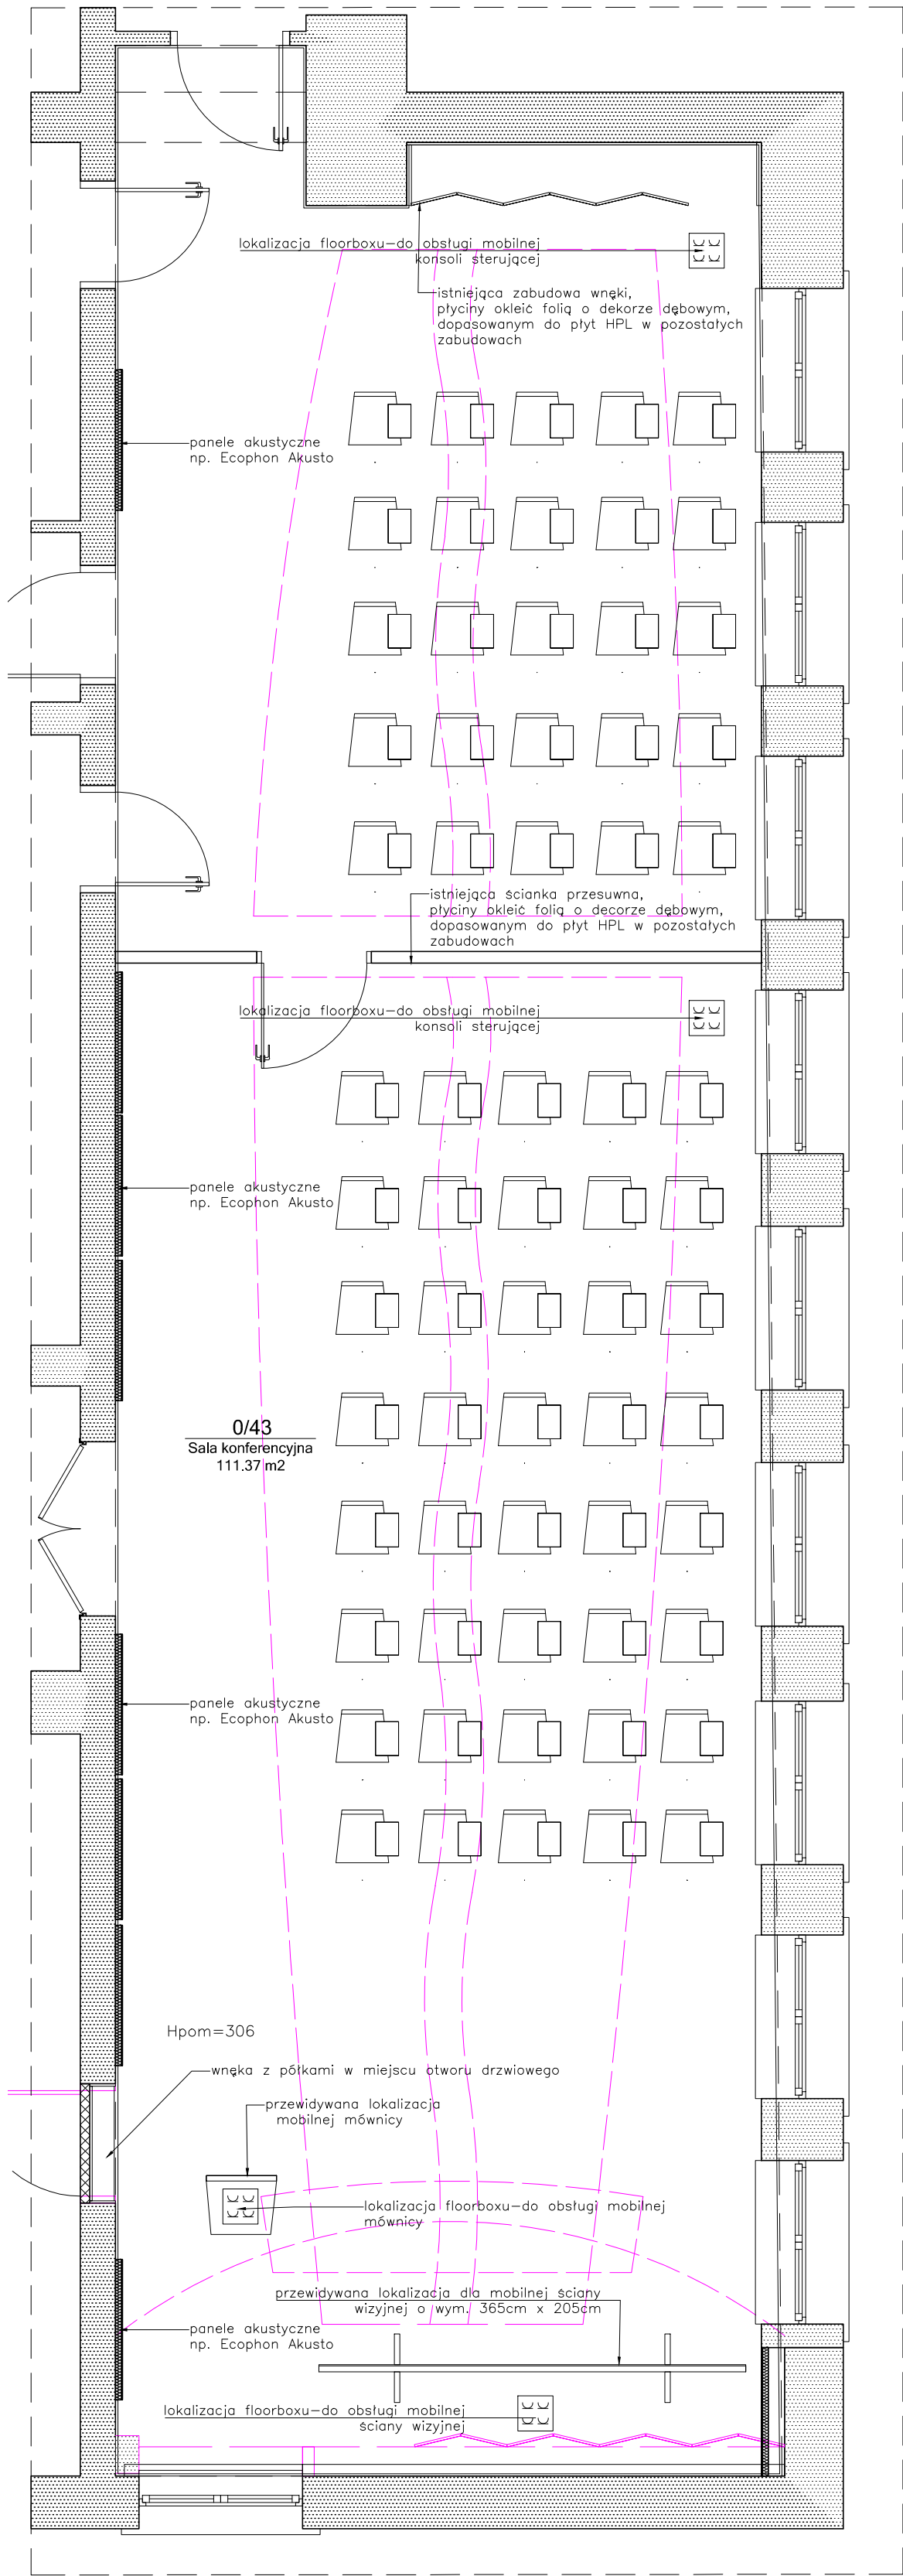 lokalizacja floorboxu-do obsługi mobilnej
konsoli sterującej
istniejąca zabudowa wnęki,
płyciny okleić folią o dekorze dębowym,
dopasowanym do płyt HPL w pozostałych
zabudowach
panele akustyczne
np. Ecophon Akusto
istniejąca ścianka przesuwna,
płyciny okleić folią o decorze dębowym,
dopasowanym do płyt HPL w pozostałych
zabudowach
lokalizacja floorboxu-do obsługi mobilnej
konsoli sterującej
panele akustyczne
np. Ecophon Akusto
0/43
Sala konferencyjna
111.37 m2
panele akustyczne
np. Ecophon Akusto
Hpom=306
wnęka z półkami w miejscu otworu drzwiowego
przewidywana lokalizacja
mobilnej mównicy
lokalizacja floorboxu-do obsługi mobilnej
mównicy
przewidywana lokalizacja dla mobilnej ściany
wizyjnej o wym. 365cm x 205cm
panele akustyczne
np. Ecophon Akusto
lokalizacja floorboxu-do obsługi mobilnej
ściany wizyjnej